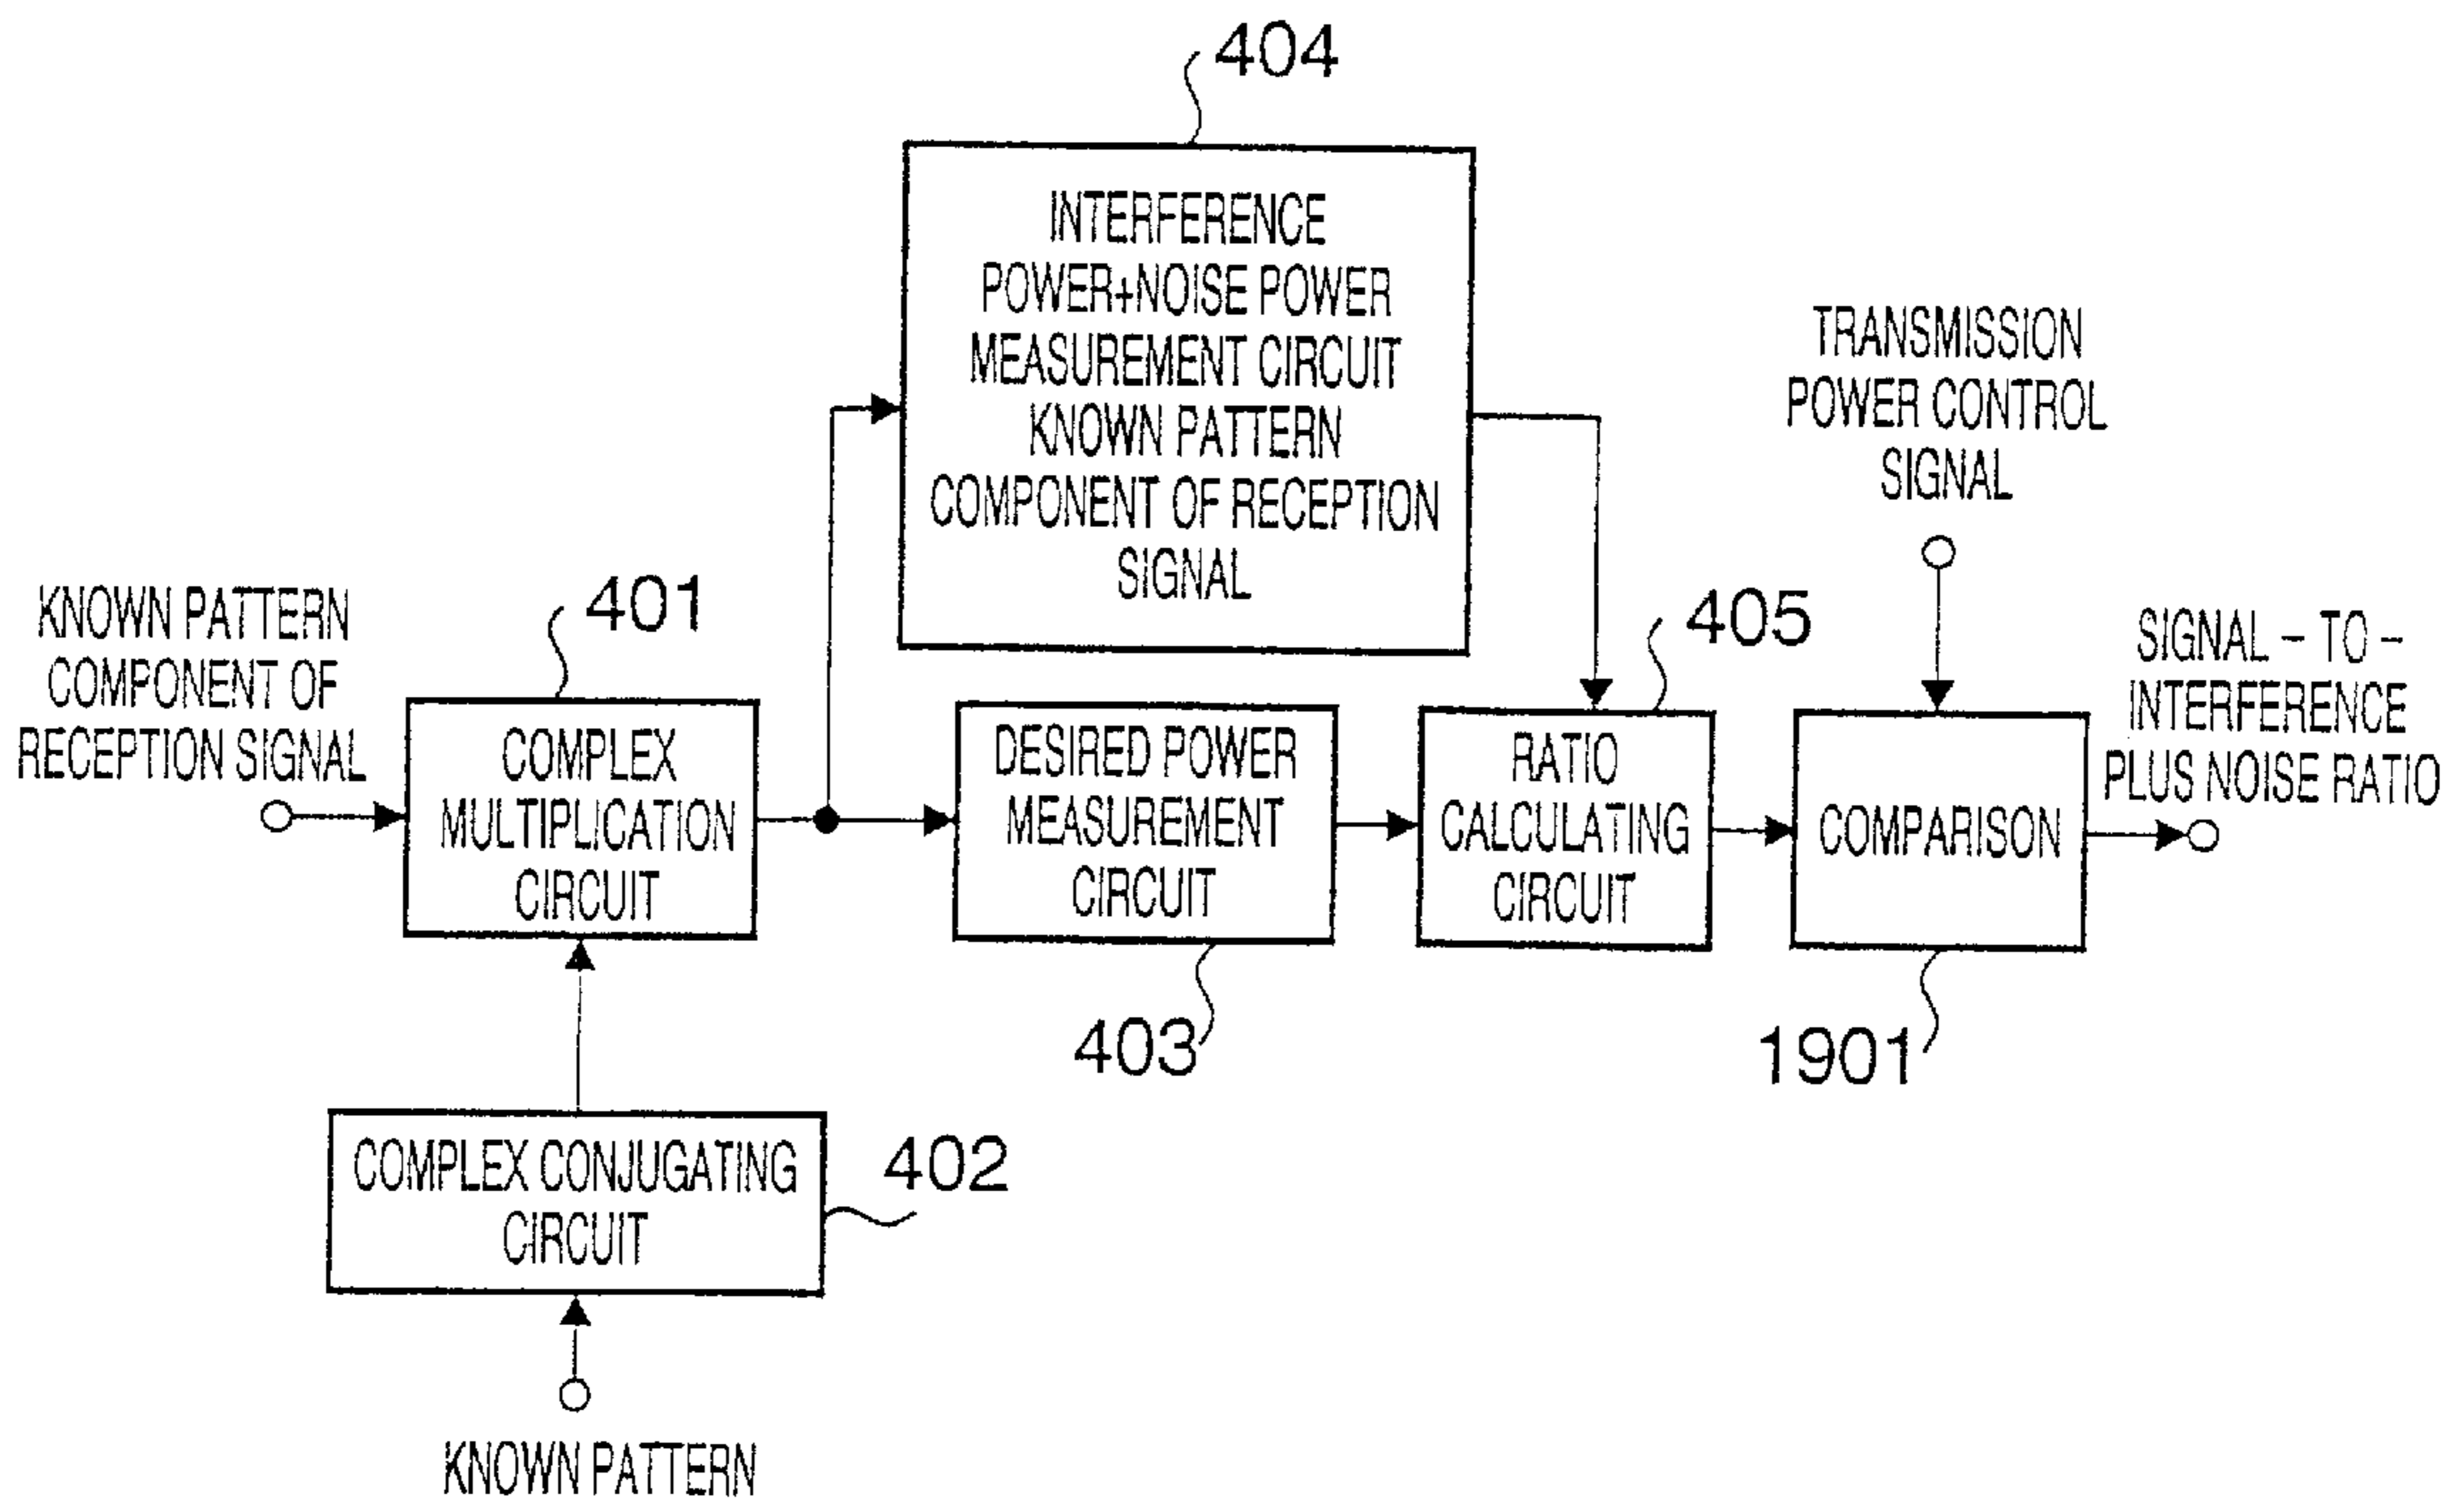 404
INTERFERENCE
POWER+NOISE POWER
MEASUREMENT CIRCUIT
KNOWN PATTERN
COMPONENT OF RECEPTION
SIGNAL
TRANSMISSION
POWER CONTROL
SIGNAL
KNOWN PATTERN
COMPONENT OF
RECEPTION SIGNAL
401
COMPLEX
MULTIPLICATION
CIRCUIT
DESIRED POWER
MEASUREMENT
CIRCUIT
403
405
RATIO
CALCULATING
CIRCUIT
COMPARISON
1901
SIGNAL - TO -
INTERFERENCE
PLUS NOISE RATIO
COMPLEX CONJUGATING
CIRCUIT
402
KNOWN PATTERN